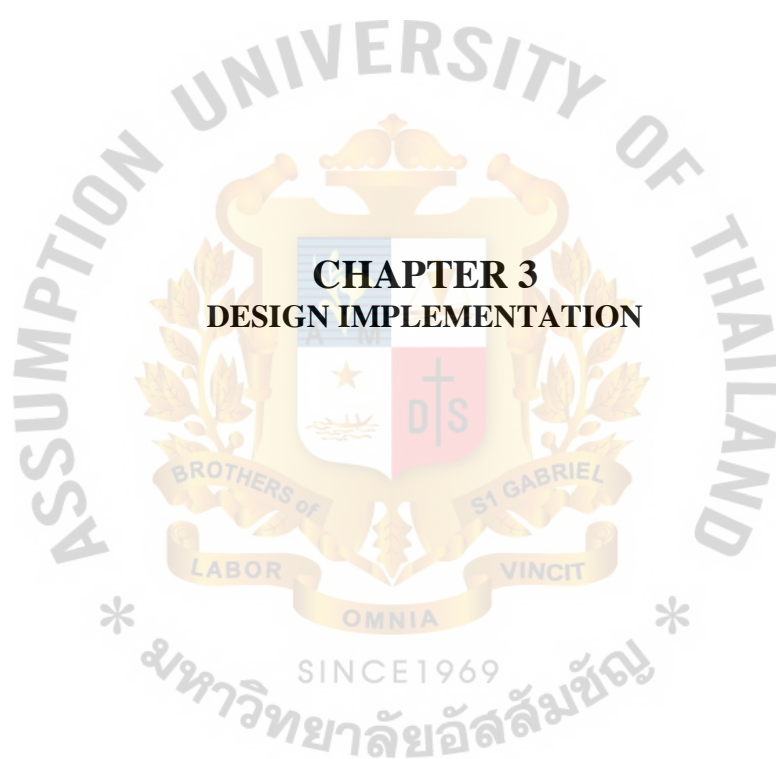 ASSUMPTION UNIVERSITY OF THAILAND
CHAPTER 3
DESIGN IMPLEMENTATION
A M
D S
BROTHERS of S1 GABRIEL
LABOR OMNIA VINCIT
* SINCE1969 *
มหาวิทยาลัยอัสสัมชัญ